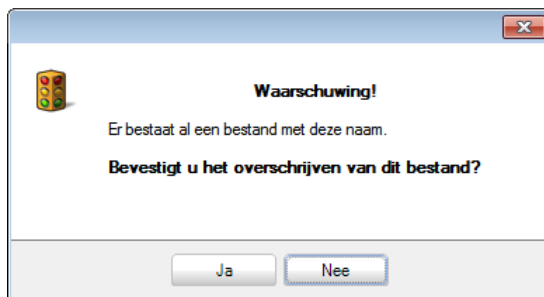 Waarschuwing!
Er bestaat al een bestand met deze naam.
Bevestigt u het overschrijven van dit bestand?
Ja
Nee